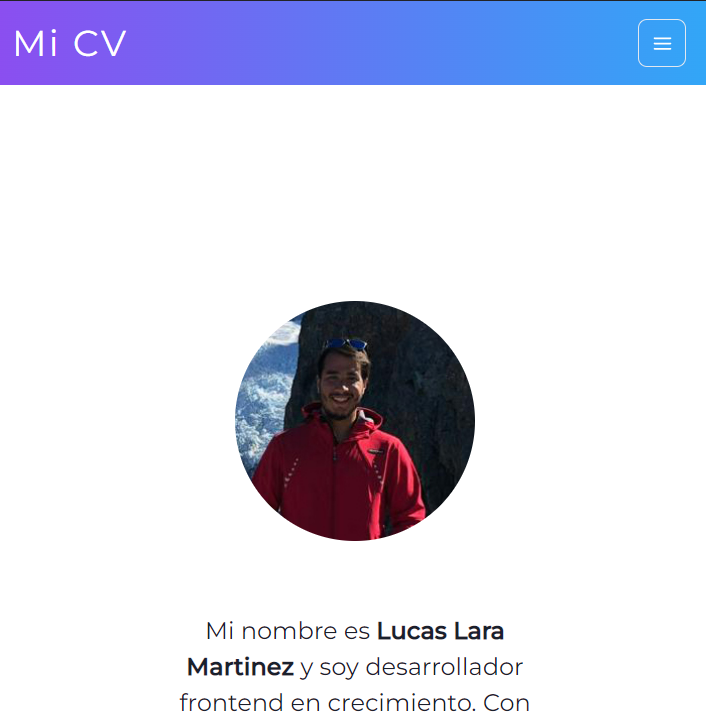 Mi CV
Mi nombre es Lucas Lara
Martinez y soy desarrollador
frontend en crecimiento. Con